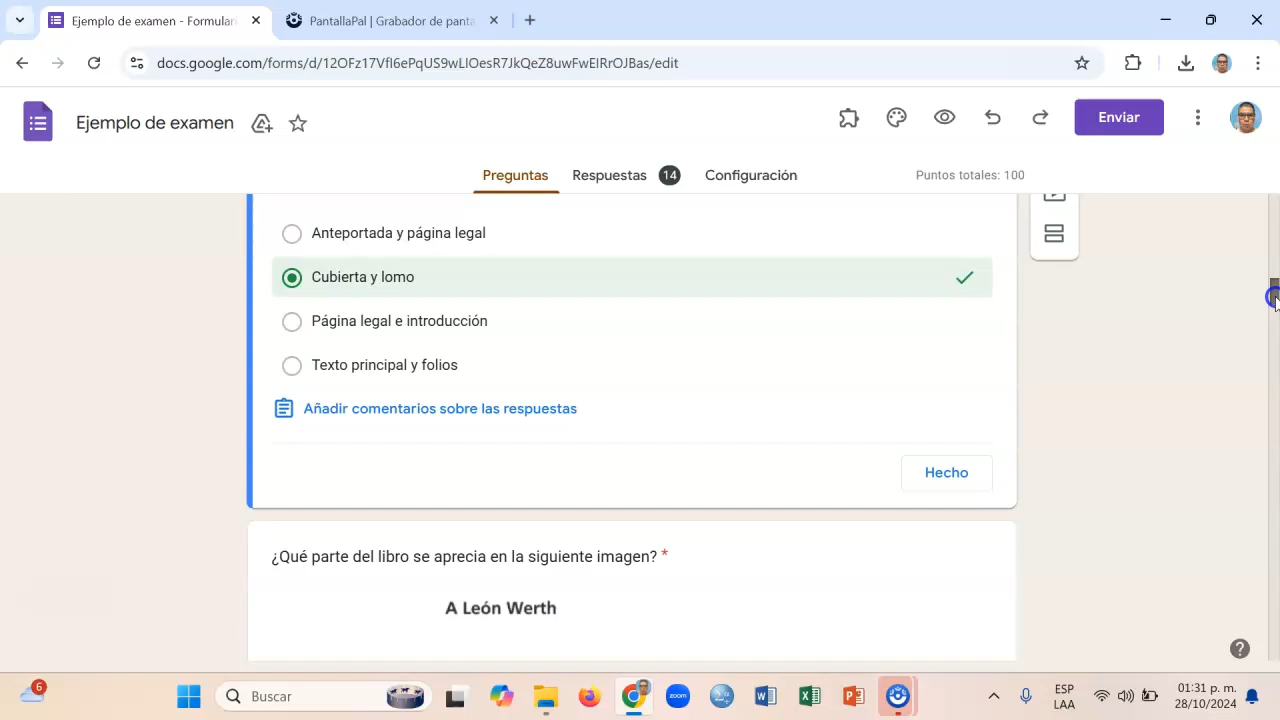 Ejemplo de examen - Formular
PantallaPal | Grabador de panta
docs.google.com/forms/d/12OFz17VfI6ePqUS9wLIOesR7JkQeZ8uwFwEIRrOJBas/edit
Ejemplo de examen
Enviar
Preguntas
Respuestas 14
Configuración
Puntos totales: 100
Anteportada y página legal
Cubierta y lomo
Página legal e introducción
Texto principal y folios
Añadir comentarios sobre las respuestas
Hecho
¿Qué parte del libro se aprecia en la siguiente imagen? *
A León Werth
6
Buscar
zoom
ESP
LAA
01:31 p. m.
28/10/2024